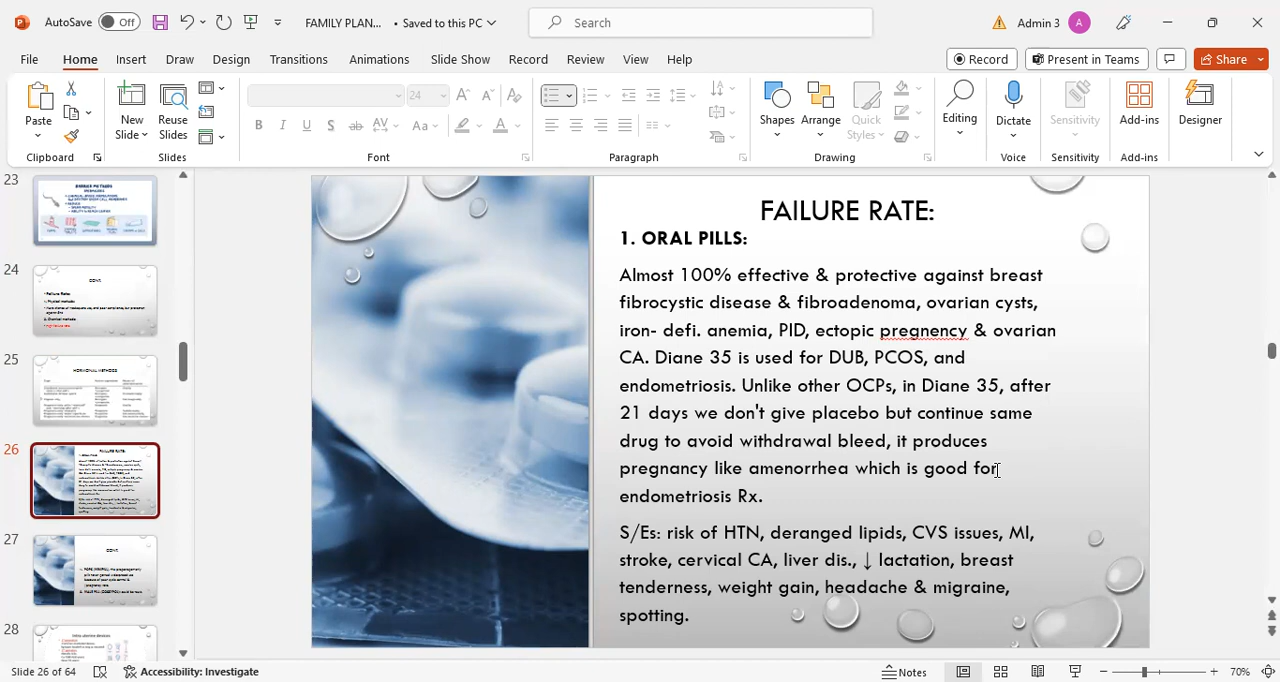 AutoSave Off FAMILY PLAN... • Saved to this PC Search Admin 3 A
File Home Insert Draw Design Transitions Animations Slide Show Record Review View Help Record Present in Teams Share
Paste New Slide Reuse Slides 24 Shapes Arrange Quick Styles Editing Dictate Sensitivity Add-ins Designer
Clipboard Slides Font Paragraph Drawing Voice Sensitivity Add-ins
23
24
25
HORMONAL METHODS
26
27
28
FAILURE RATE:
1. ORAL PILLS:
Almost 100% effective & protective against breast
fibrocystic disease & fibroadenoma, ovarian cysts,
iron- defi. anemia, PID, ectopic pregnency & ovarian
CA. Diane 35 is used for DUB, PCOS, and
endometriosis. Unlike other OCPs, in Diane 35, after
21 days we don't give placebo but continue same
drug to avoid withdrawal bleed, it produces
pregnancy like amenorrhea which is good for
endometriosis Rx.
S/Es: risk of HTN, deranged lipids, CVS issues, MI,
stroke, cervical CA, liver dis., ↓ lactation, breast
tenderness, weight gain, headache & migraine,
spotting.
Slide 26 of 64 Accessibility: Investigate Notes 70%